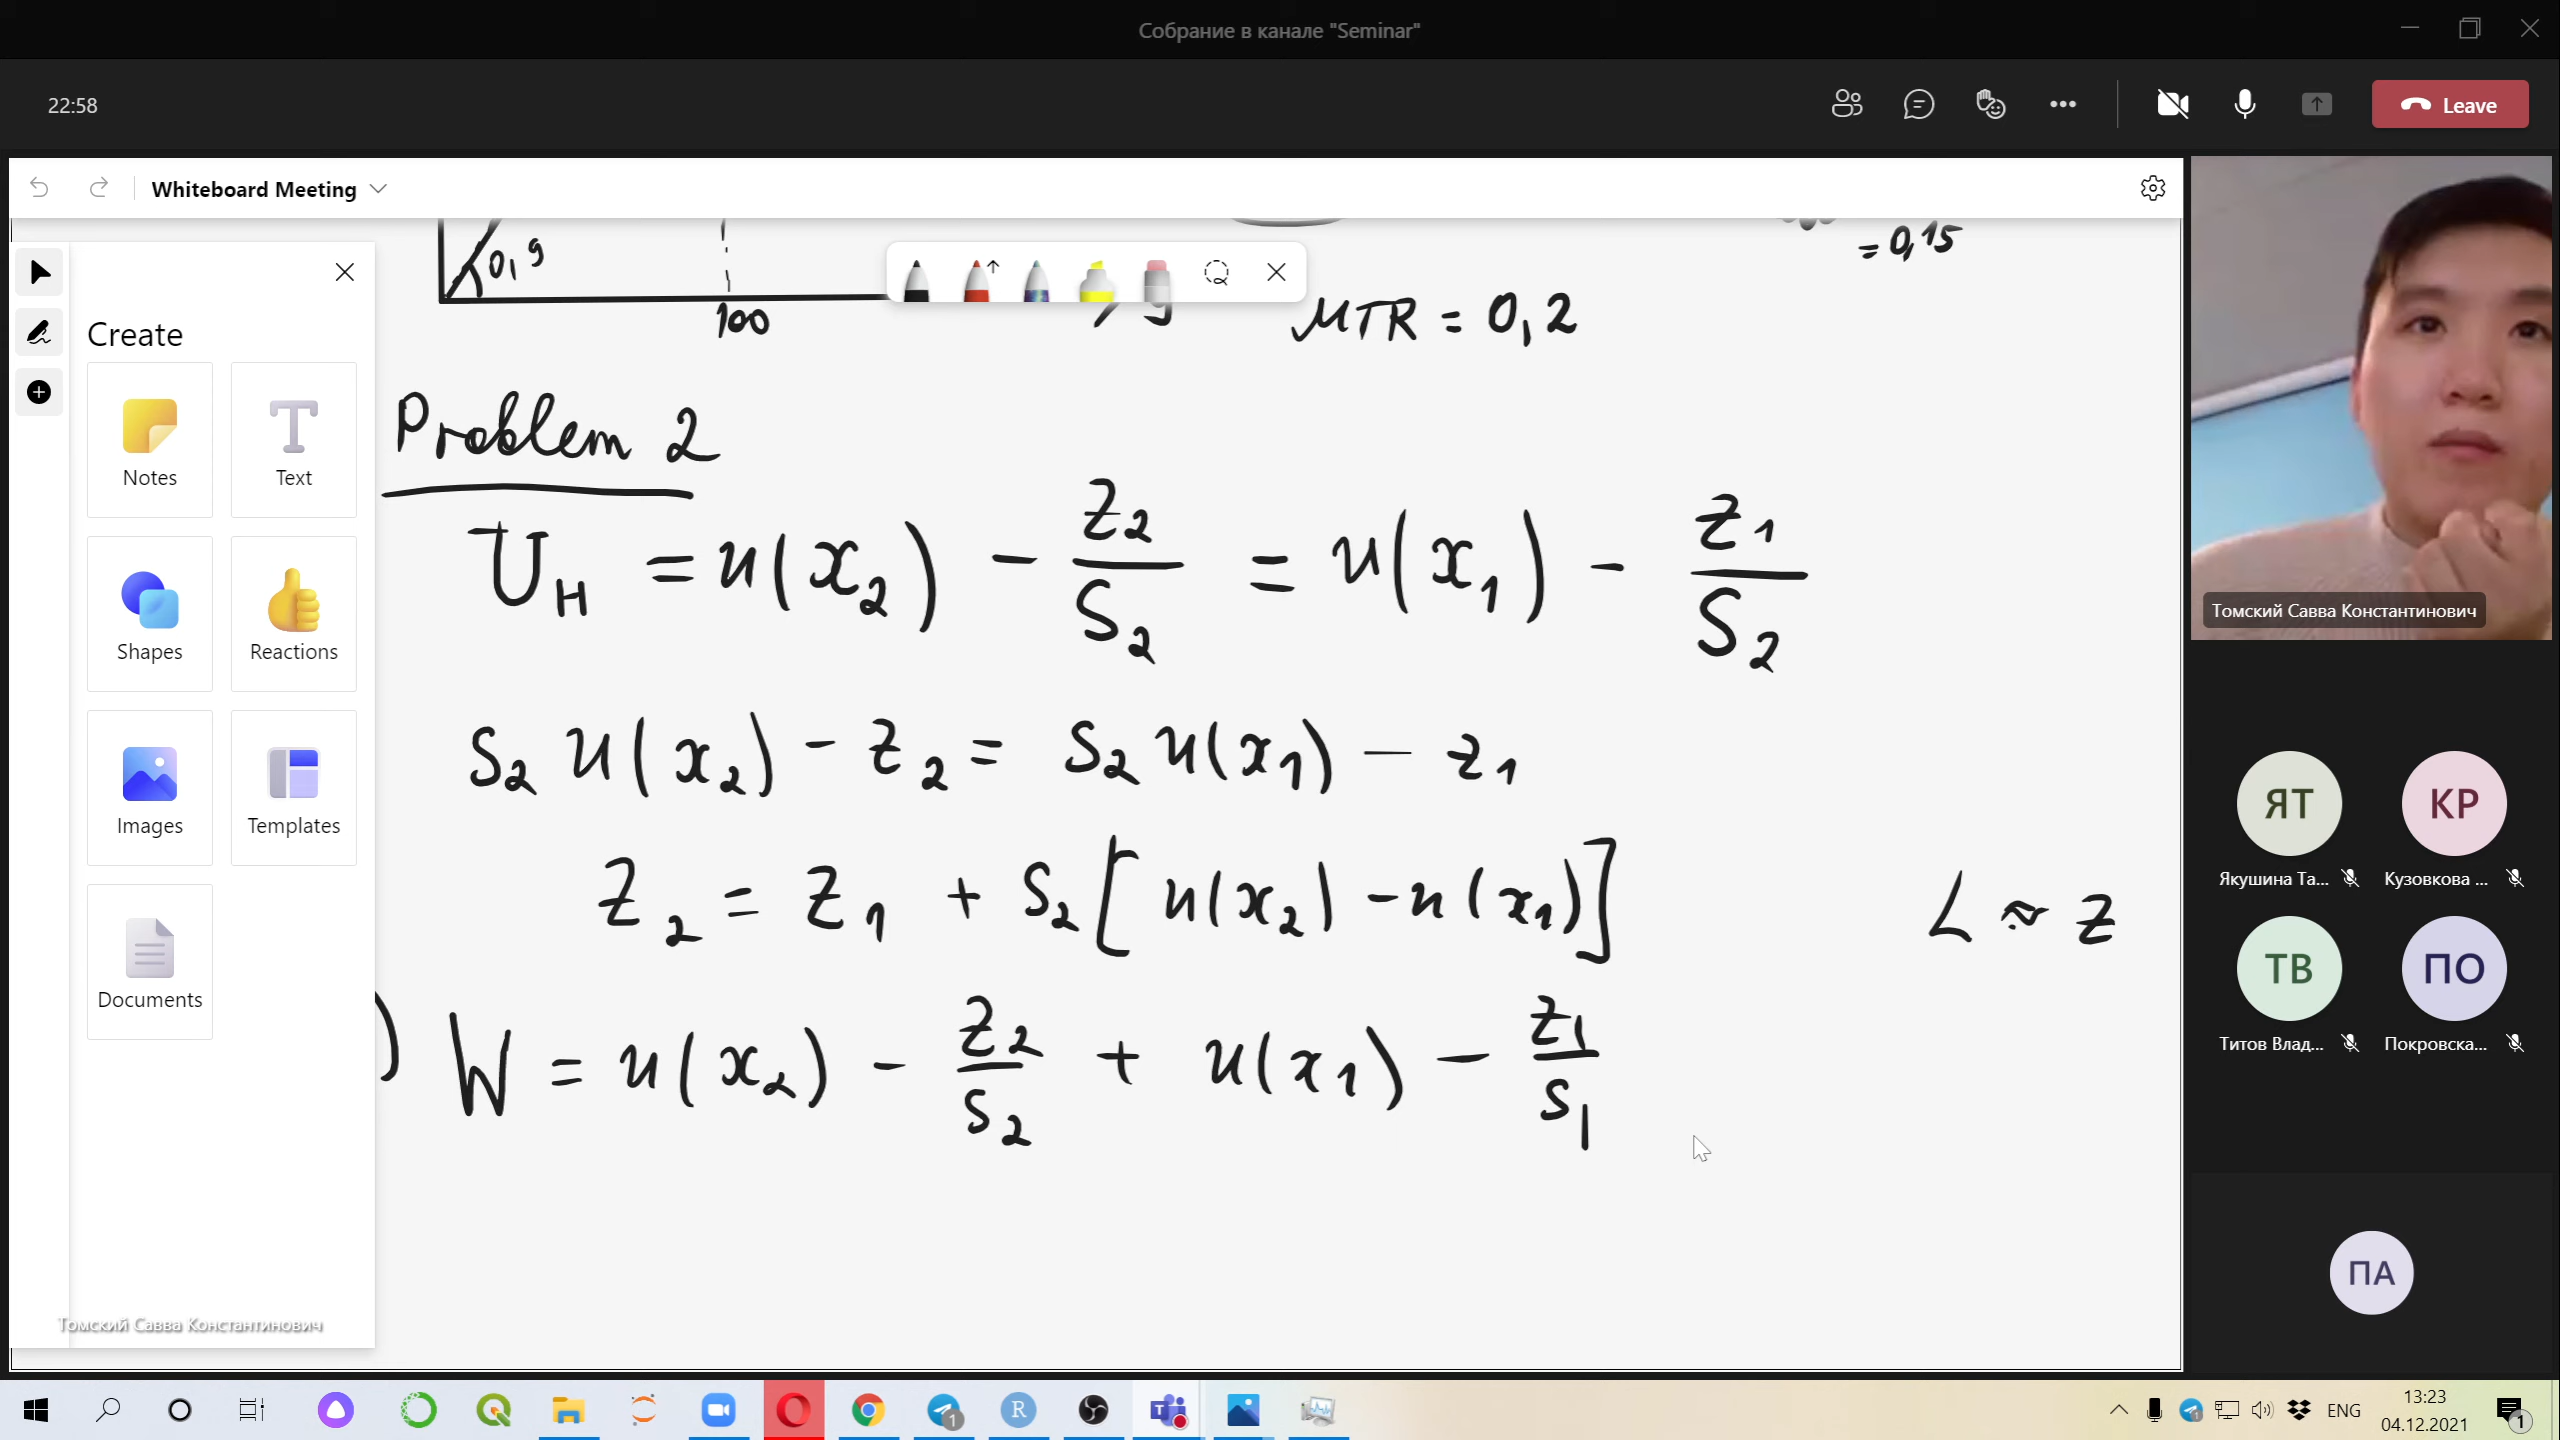 Собрание в канале "Seminar"
22:58
Leave
Whiteboard Meeting
0,9
100
y
= 0,15
MTR = 0,2
Create
Notes
Text
Shapes
Reactions
Images
Templates
Documents
Problem 2
U_H = u(x_2) - z_2/S_2 = u(x_1) - z_1/S_2
S_2 u(x_2) - z_2 = S_2 u(x_1) - z_1
z_2 = z_1 + S_2 [u(x_2) - u(x_1)]
L ≈ z
) W = u(x_2) - z_2/s_2 + u(x_1) - z_1/s_1
Томский Савва Константинович
Томский Савва Константинович
ЯТ
КР
Якушина Та...
Кузовкова ...
ТВ
ПО
Титов Влад...
Покровска...
ПА
R
T
1
ENG
13:23
04.12.2021
1